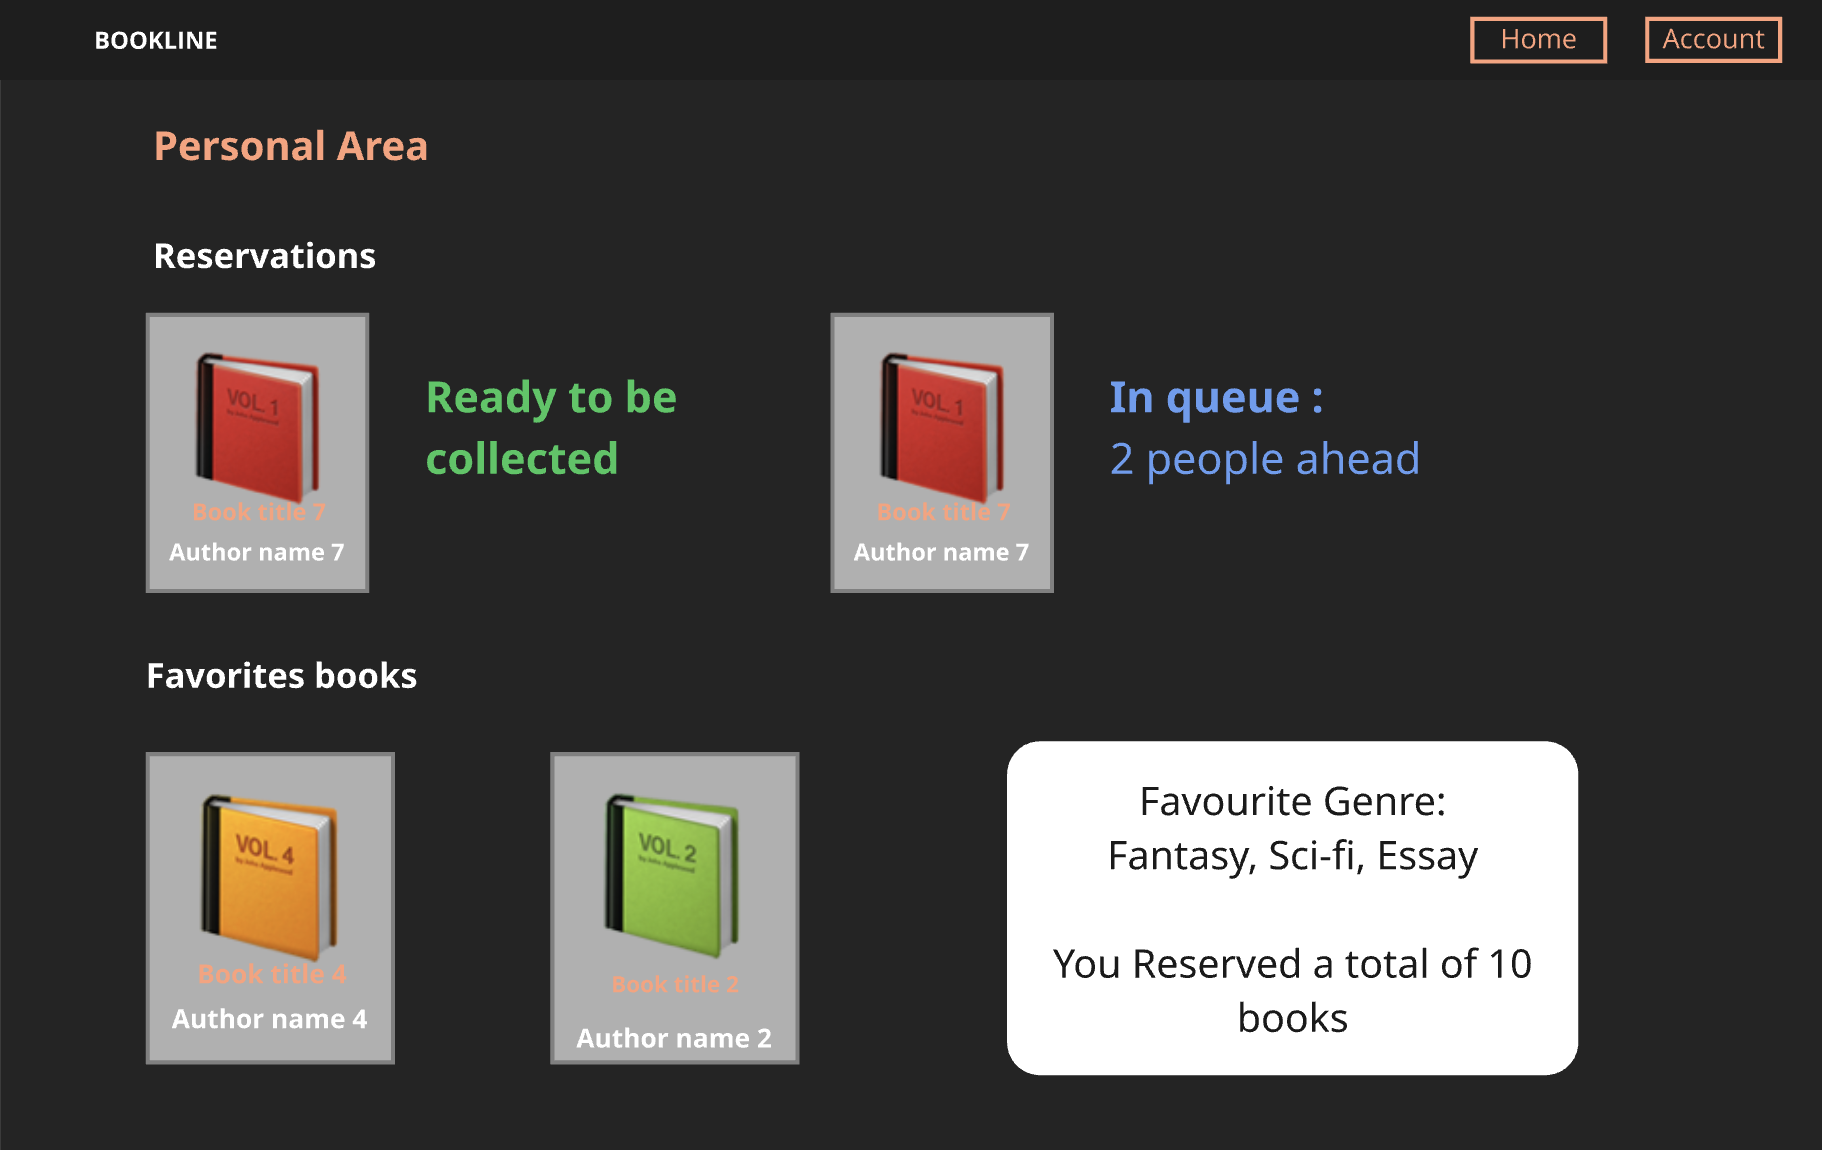 BOOKLINE
Home
Account
Personal Area
Reservations
VOL. 1
Book title 7
Author name 7
Ready to be
collected
VOL. 1
Book title 7
Author name 7
In queue :
2 people ahead
Favorites books
VOL. 4
Book title 4
Author name 4
VOL. 2
Book title 2
Author name 2
Favourite Genre:
Fantasy, Sci-fi, Essay
You Reserved a total of 10
books